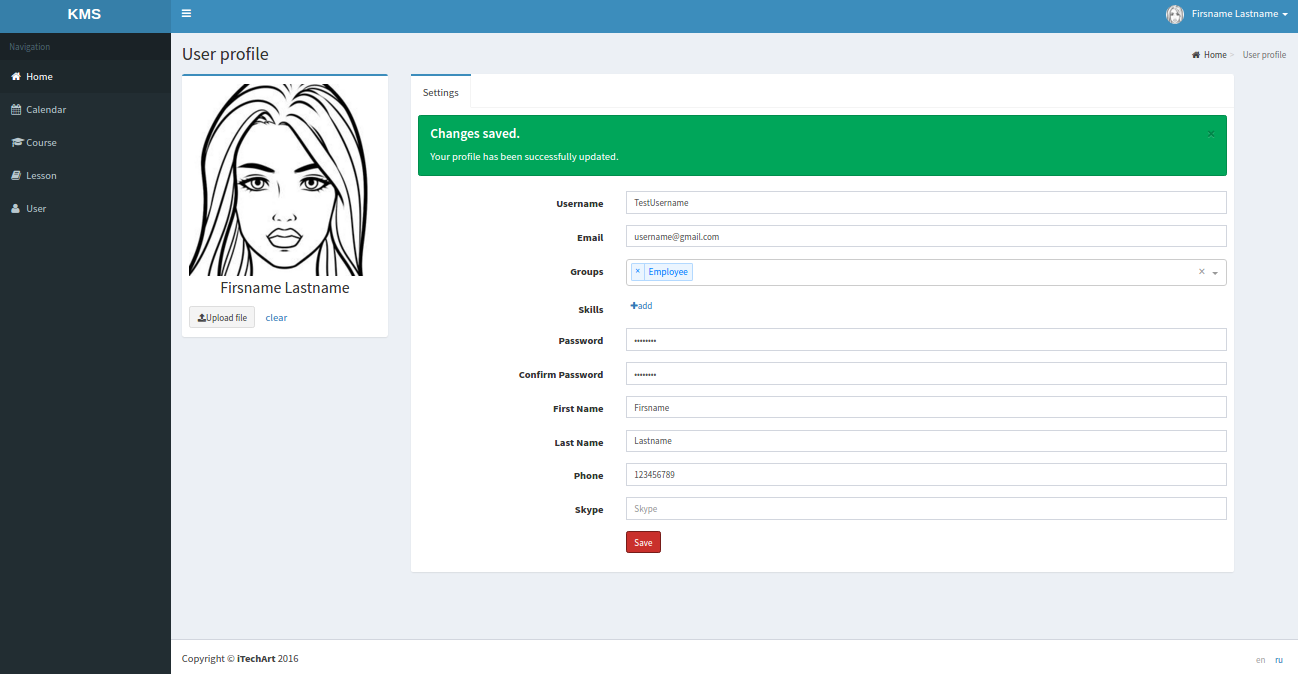 KMS
Firsname Lastname
Navigation
Home
Calendar
Course
Lesson
User
User profile
Home > User profile
Firsname Lastname
Upload file clear
Settings
Changes saved. ×
Your profile has been successfully updated.
Username TestUsername
Email username@gmail.com
Groups × Employee ×
Skills +add
Password ••••••••
Confirm Password ••••••••
First Name Firsname
Last Name Lastname
Phone 123456789
Skype Skype
Save
Copyright © iTechArt 2016
en ru